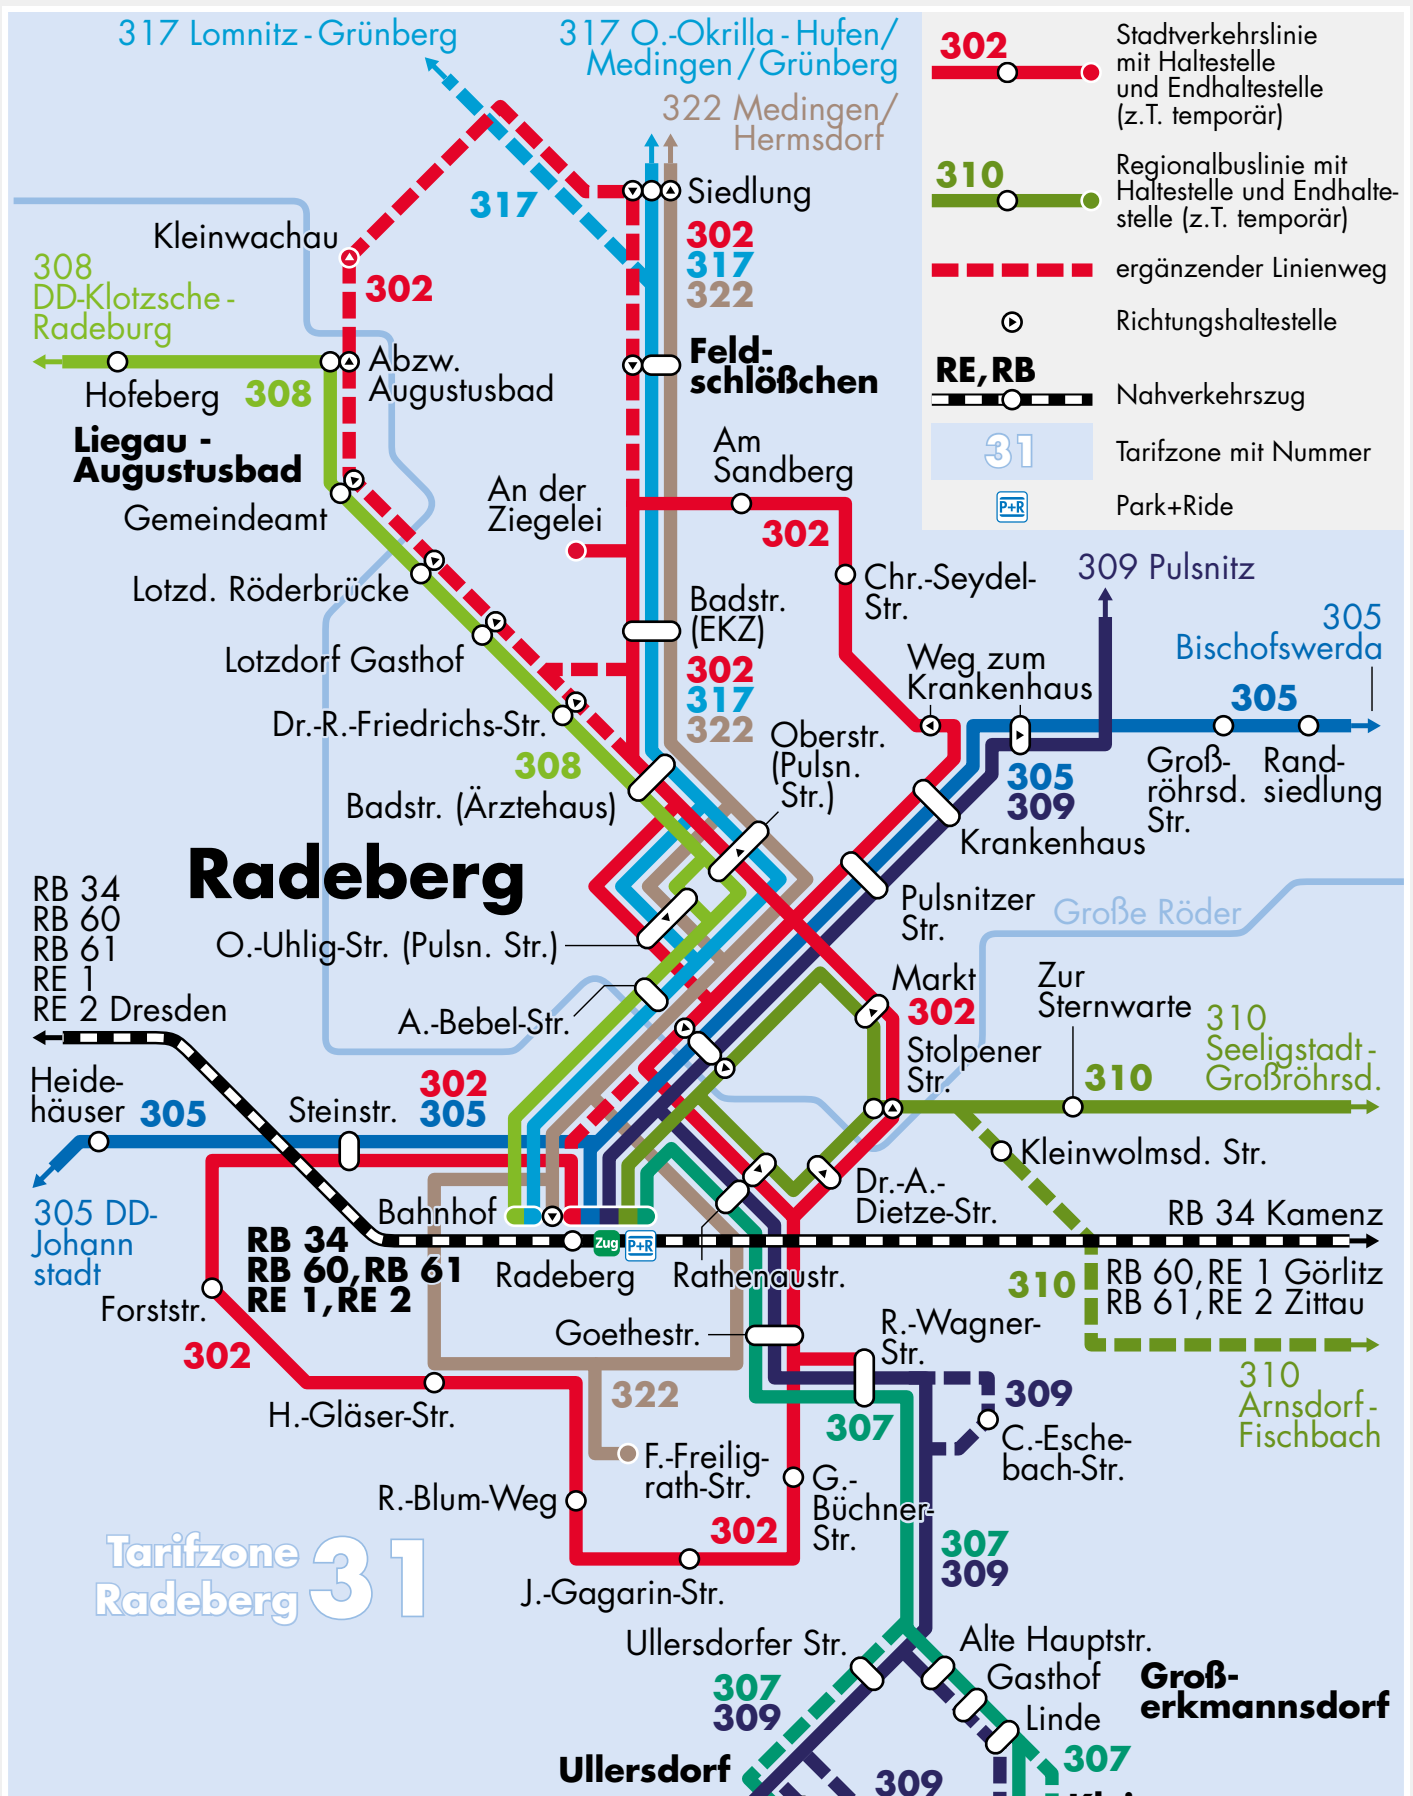 317 Lomnitz - Grünberg
317 O.-Okrilla - Hufen/
Medingen / Grünberg
322 Medingen/
Hermsdorf
302
Stadtverkehrslinie
mit Haltestelle
und Endhaltestelle
(z.T. temporär)
310
Regionalbuslinie mit
Haltestelle und Endhalte-
stelle (z.T. temporär)
ergänzender Linienweg
Richtungshaltestelle
RE, RB
Nahverkehrszug
31
Tarifzone mit Nummer
P+R
Park+Ride
317
Siedlung
302
317
322
Kleinwachau
302
308
DD-Klotzsche -
Radeburg
Hofeberg
308
Abzw.
Augustusbad
Feld-
schlößchen
Liegau -
Augustusbad
Gemeindeamt
Am
Sandberg
302
An der
Ziegelei
Lotzd. Röderbrücke
Chr.-Seydel-
Str.
309 Pulsnitz
305
Bischofswerda
Badstr.
(EKZ)
302
317
322
Lotzdorf Gasthof
Weg zum
Krankenhaus
305
Dr.-R.-Friedrichs-Str.
308
Oberstr.
(Pulsn.
Str.)
305
309
Groß-
röhrsd.
Str.
Rand-
siedlung
Badstr. (Ärztehaus)
Krankenhaus
Radeberg
Pulsnitzer
Str.
Große Röder
RB 34
RB 60
RB 61
RE 1
RE 2 Dresden
O.-Uhlig-Str. (Pulsn. Str.)
Markt
302
Zur
Sternwarte
A.-Bebel-Str.
Stolpener
Str.
310
310
Seeligstadt -
Großröhrsd.
Heide-
häuser
305
Steinstr.
302
305
Kleinwolmsd. Str.
305 DD-
Johann
stadt
Bahnhof
Dr.-A.-
Dietze-Str.
RB 34 Kamenz
RB 34
RB 60, RB 61
RE 1, RE 2
Zug
P+R
Radeberg
Rathenaustr.
310
RB 60, RE 1 Görlitz
RB 61, RE 2 Zittau
Forststr.
302
Goethestr.
R.-Wagner-
Str.
310
Arnsdorf -
Fischbach
H.-Gläser-Str.
322
307
309
C.-Esche-
bach-Str.
F.-Freilig-
rath-Str.
G.-
Büchner-
Str.
R.-Blum-Weg
302
Tarifzone
Radeberg
31
307
309
J.-Gagarin-Str.
Ullersdorfer Str.
Alte Hauptstr.
Gasthof
Linde
Groß-
erkmannsdorf
307
309
Ullersdorf
309
307